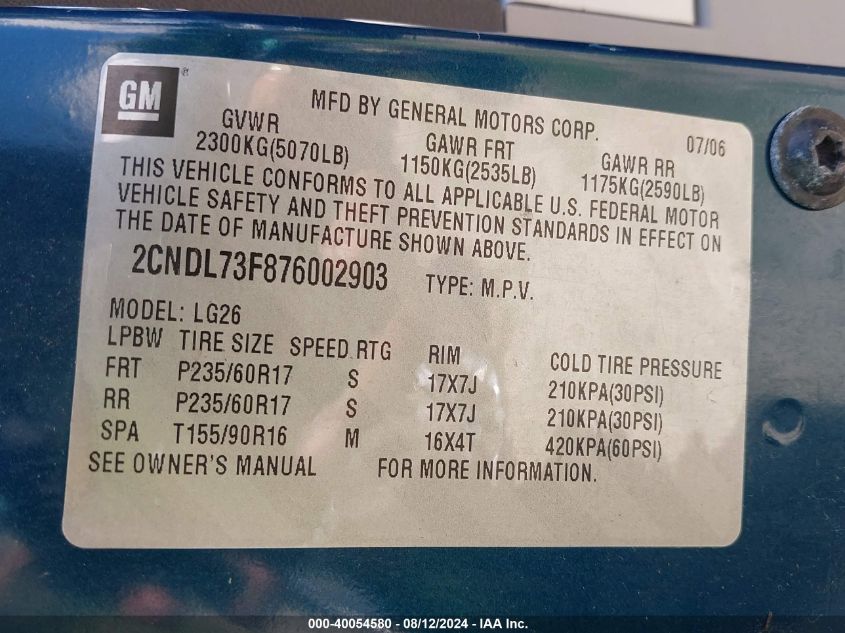 GM®
MFD BY GENERAL MOTORS CORP. 07/06
GVWR GAWR FRT GAWR RR
2300KG(5070LB) 1150KG(2535LB) 1175KG(2590LB)
THIS VEHICLE CONFORMS TO ALL APPLICABLE U.S. FEDERAL MOTOR
VEHICLE SAFETY AND THEFT PREVENTION STANDARDS IN EFFECT ON
THE DATE OF MANUFACTURE SHOWN ABOVE.
2CNDL73F876002903 TYPE: M.P.V.
MODEL: LG26
LPBW TIRE SIZE SPEED RTG RIM COLD TIRE PRESSURE
FRT P235/60R17 S 17X7J 210KPA(30PSI)
RR P235/60R17 S 17X7J 210KPA(30PSI)
SPA T155/90R16 M 16X4T 420KPA(60PSI)
SEE OWNER'S MANUAL FOR MORE INFORMATION.
000-40054580 - 08/12/2024 - IAA Inc.